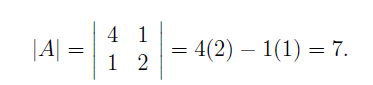 |A| = | 4 1 | = 4(2) − 1(1) = 7.
| 1 2 |